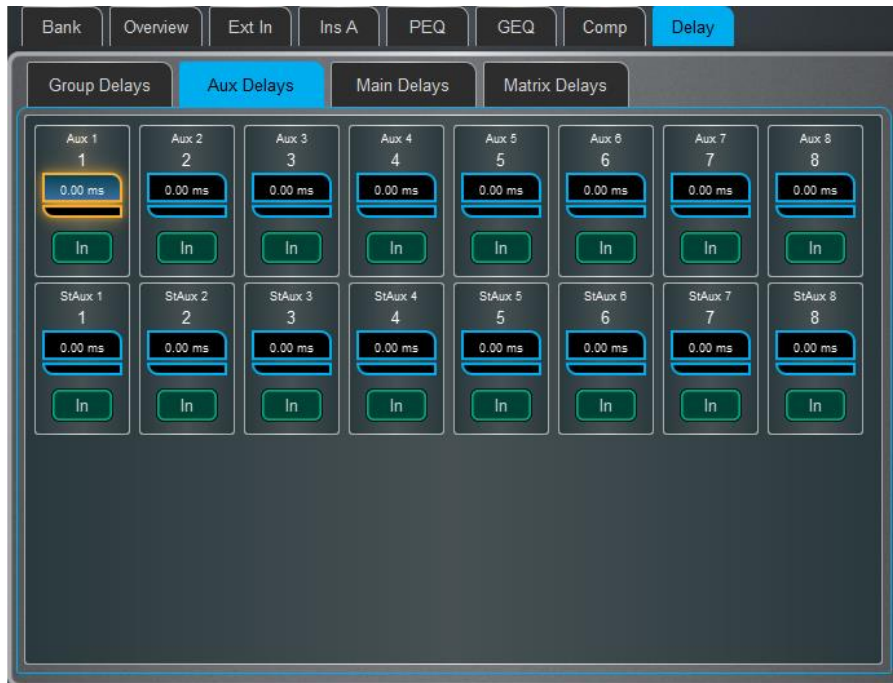 Bank Overview Ext In Ins A PEQ GEQ Comp Delay
Group Delays Aux Delays Main Delays Matrix Delays
Aux 1 Aux 2 Aux 3 Aux 4 Aux 5 Aux 6 Aux 7 Aux 8
1 2 3 4 5 6 7 8
0.00 ms 0.00 ms 0.00 ms 0.00 ms 0.00 ms 0.00 ms 0.00 ms 0.00 ms
In In In In In In In In
StAux 1 StAux 2 StAux 3 StAux 4 StAux 5 StAux 6 StAux 7 StAux 8
1 2 3 4 5 6 7 8
0.00 ms 0.00 ms 0.00 ms 0.00 ms 0.00 ms 0.00 ms 0.00 ms 0.00 ms
In In In In In In In In